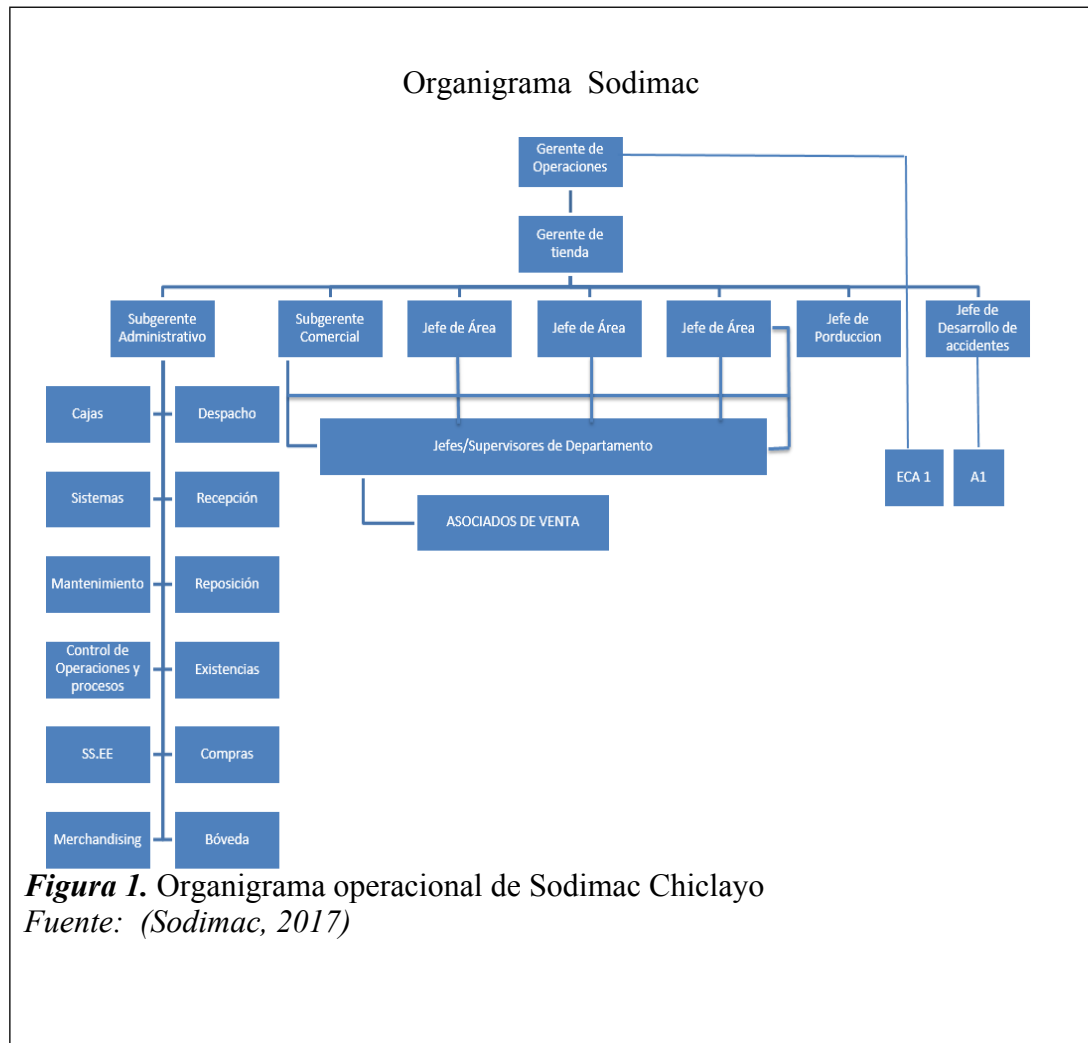 Organigrama Sodimac
Gerente de
Operaciones
Gerente de
tienda
Subgerente
Administrativo
Subgerente
Comercial
Jefe de Área
Jefe de Área
Jefe de Área
Jefe de
Porduccion
Jefe de
Desarrollo de
accidentes
Cajas
Despacho
Jefes/Supervisores de Departamento
ECA 1
A1
Sistemas
Recepción
ASOCIADOS DE VENTA
Mantenimiento
Reposición
Control de
Operaciones y
procesos
Existencias
SS.EE
Compras
Merchandising
Bóveda
Figura 1. Organigrama operacional de Sodimac Chiclayo
Fuente: (Sodimac, 2017)